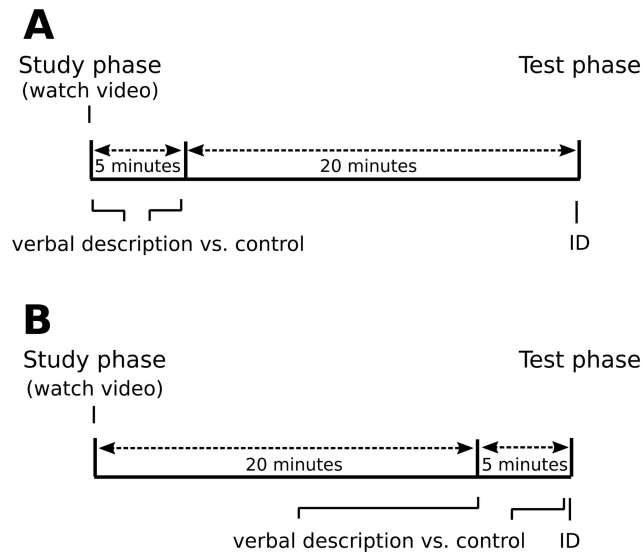 A
Study phase
Test phase
(watch video)
5 minutes
20 minutes
verbal description vs. control
ID
B
Study phase
Test phase
(watch video)
20 minutes
5 minutes
verbal description vs. control
ID